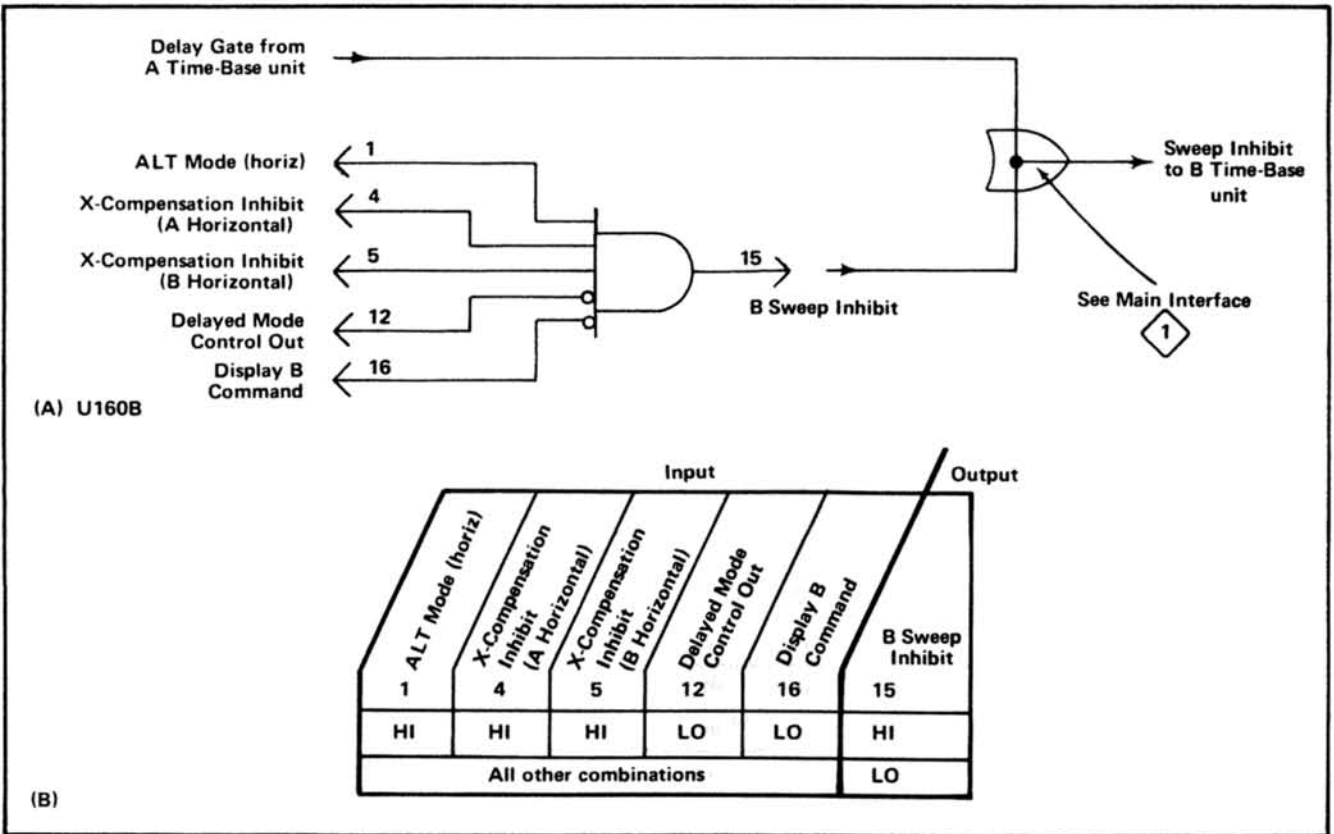 Delay Gate from
A Time-Base unit
ALT Mode (horiz)
1
X-Compensation Inhibit
(A Horizontal)
4
X-Compensation Inhibit
(B Horizontal)
5
Delayed Mode
Control Out
12
Display B
Command
16
15
B Sweep Inhibit
Sweep Inhibit
to B Time-Base
unit
See Main Interface
1
(A) U160B
Input
Output
ALT Mode (horiz)
X-Compensation
Inhibit
(A Horizontal)
X-Compensation
Inhibit
(B Horizontal)
Delayed Mode
Control Out
Display B
Command
B Sweep
Inhibit
1 4 5 12 16 15
HI HI HI LO LO HI
All other combinations LO
(B)